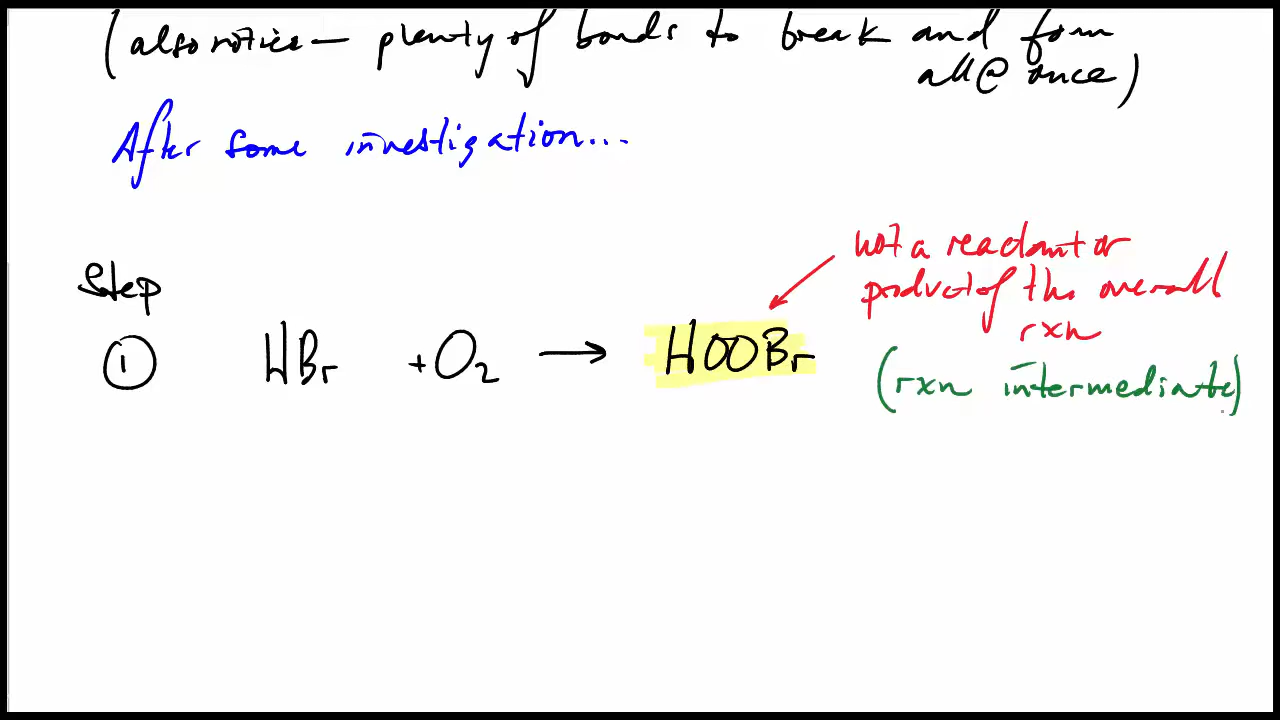 (also notice – plenty of bonds to break and form
all @ once)
After some investigation...
not a reactant or
product of the overall
rxn
Step
① HBr + O₂ → HOOBr
(rxn intermediate)